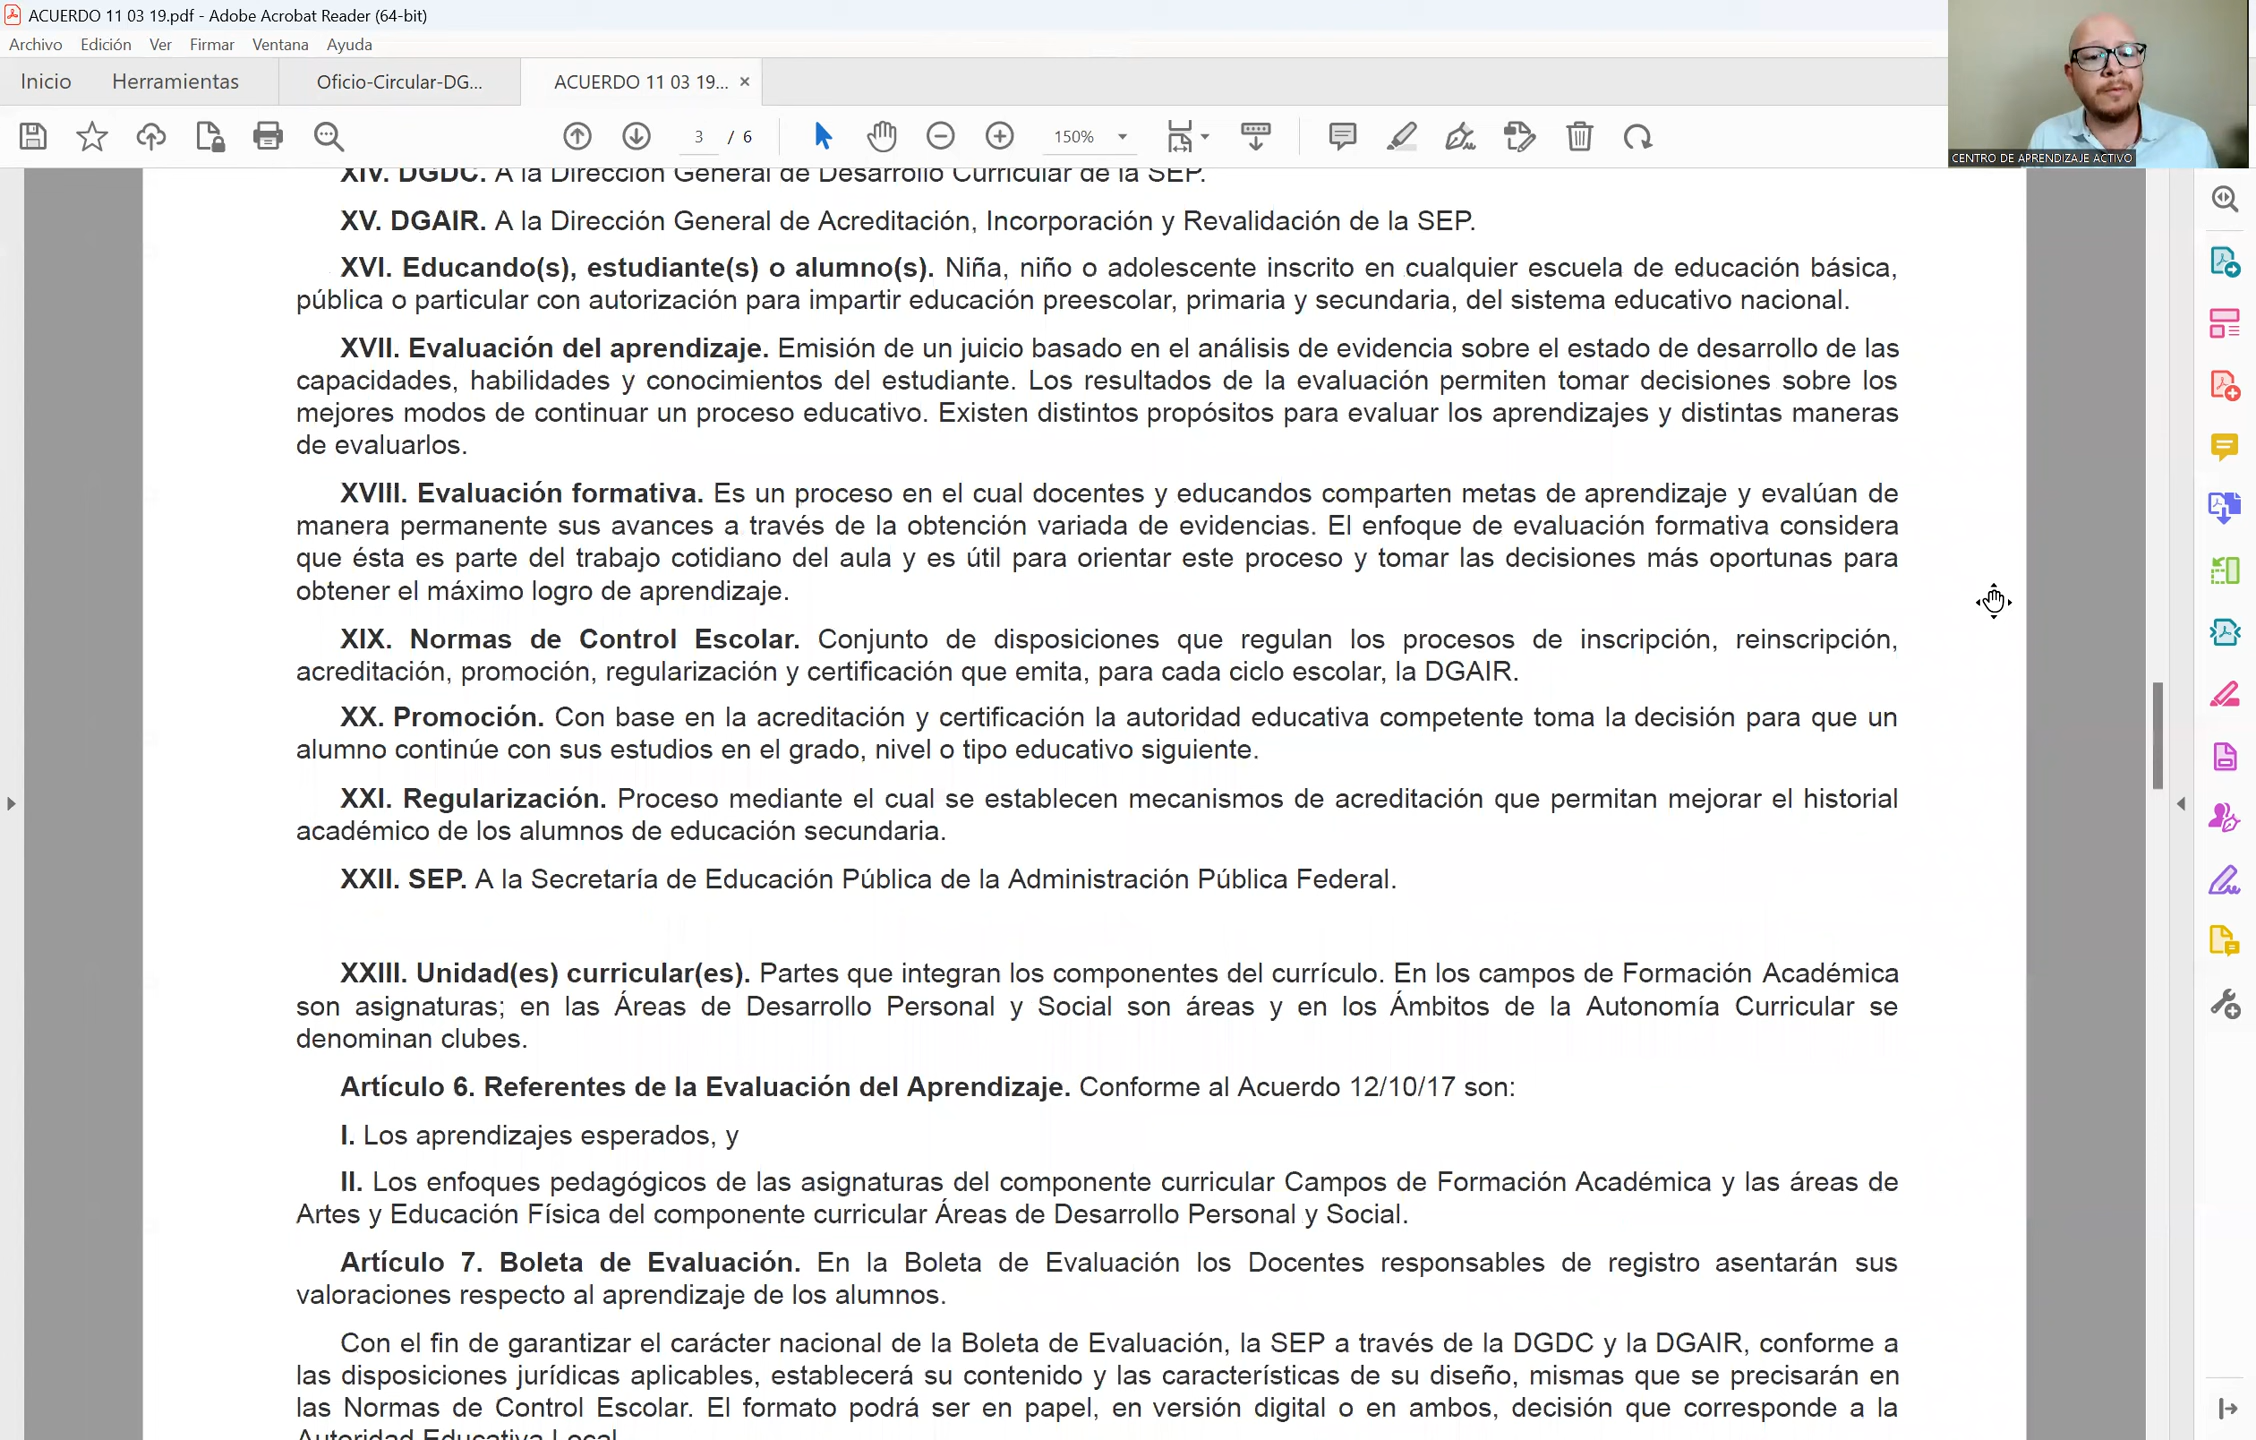 ACUERDO 11 03 19.pdf - Adobe Acrobat Reader (64-bit)
Archivo Edición Ver Firmar Ventana Ayuda
Inicio Herramientas Oficio-Circular-DG... ACUERDO 11 03 19... ×
3 / 6 150%
CENTRO DE APRENDIZAJE ACTIVO
XIV. DGDC. A la Dirección General de Desarrollo Curricular de la SEP.
XV. DGAIR. A la Dirección General de Acreditación, Incorporación y Revalidación de la SEP.
XVI. Educando(s), estudiante(s) o alumno(s). Niña, niño o adolescente inscrito en cualquier escuela de educación básica,
pública o particular con autorización para impartir educación preescolar, primaria y secundaria, del sistema educativo nacional.
XVII. Evaluación del aprendizaje. Emisión de un juicio basado en el análisis de evidencia sobre el estado de desarrollo de las
capacidades, habilidades y conocimientos del estudiante. Los resultados de la evaluación permiten tomar decisiones sobre los
mejores modos de continuar un proceso educativo. Existen distintos propósitos para evaluar los aprendizajes y distintas maneras
de evaluarlos.
XVIII. Evaluación formativa. Es un proceso en el cual docentes y educandos comparten metas de aprendizaje y evalúan de
manera permanente sus avances a través de la obtención variada de evidencias. El enfoque de evaluación formativa considera
que ésta es parte del trabajo cotidiano del aula y es útil para orientar este proceso y tomar las decisiones más oportunas para
obtener el máximo logro de aprendizaje.
XIX. Normas de Control Escolar. Conjunto de disposiciones que regulan los procesos de inscripción, reinscripción,
acreditación, promoción, regularización y certificación que emita, para cada ciclo escolar, la DGAIR.
XX. Promoción. Con base en la acreditación y certificación la autoridad educativa competente toma la decisión para que un
alumno continúe con sus estudios en el grado, nivel o tipo educativo siguiente.
XXI. Regularización. Proceso mediante el cual se establecen mecanismos de acreditación que permitan mejorar el historial
académico de los alumnos de educación secundaria.
XXII. SEP. A la Secretaría de Educación Pública de la Administración Pública Federal.
XXIII. Unidad(es) curricular(es). Partes que integran los componentes del currículo. En los campos de Formación Académica
son asignaturas; en las Áreas de Desarrollo Personal y Social son áreas y en los Ámbitos de la Autonomía Curricular se
denominan clubes.
Artículo 6. Referentes de la Evaluación del Aprendizaje. Conforme al Acuerdo 12/10/17 son:
I. Los aprendizajes esperados, y
II. Los enfoques pedagógicos de las asignaturas del componente curricular Campos de Formación Académica y las áreas de
Artes y Educación Física del componente curricular Áreas de Desarrollo Personal y Social.
Artículo 7. Boleta de Evaluación. En la Boleta de Evaluación los Docentes responsables de registro asentarán sus
valoraciones respecto al aprendizaje de los alumnos.
Con el fin de garantizar el carácter nacional de la Boleta de Evaluación, la SEP a través de la DGDC y la DGAIR, conforme a
las disposiciones jurídicas aplicables, establecerá su contenido y las características de su diseño, mismas que se precisarán en
las Normas de Control Escolar. El formato podrá ser en papel, en versión digital o en ambos, decisión que corresponde a la
Autoridad Educativa Local.